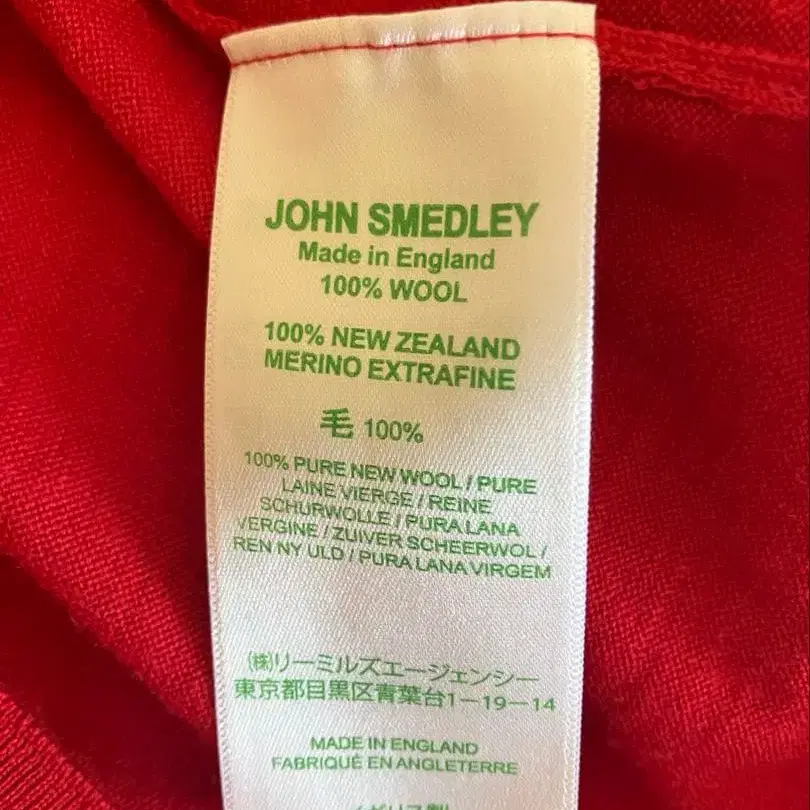 JOHN SMEDLEY
Made in England
100% WOOL
100% NEW ZEALAND
MERINO EXTRAFINE
毛 100%
100% PURE NEW WOOL / PURE
LAINE VIERGE / REINE
SCHURWOLLE / PURA LANA
VERGINE / ZUIVER SCHEERWOL /
REN NY ULD / PURA LANA VIRGEM
(株)リーミルズエージェンシー
東京都目黒区青葉台1-19-14
MADE IN ENGLAND
FABRIQUÉ EN ANGLETERRE